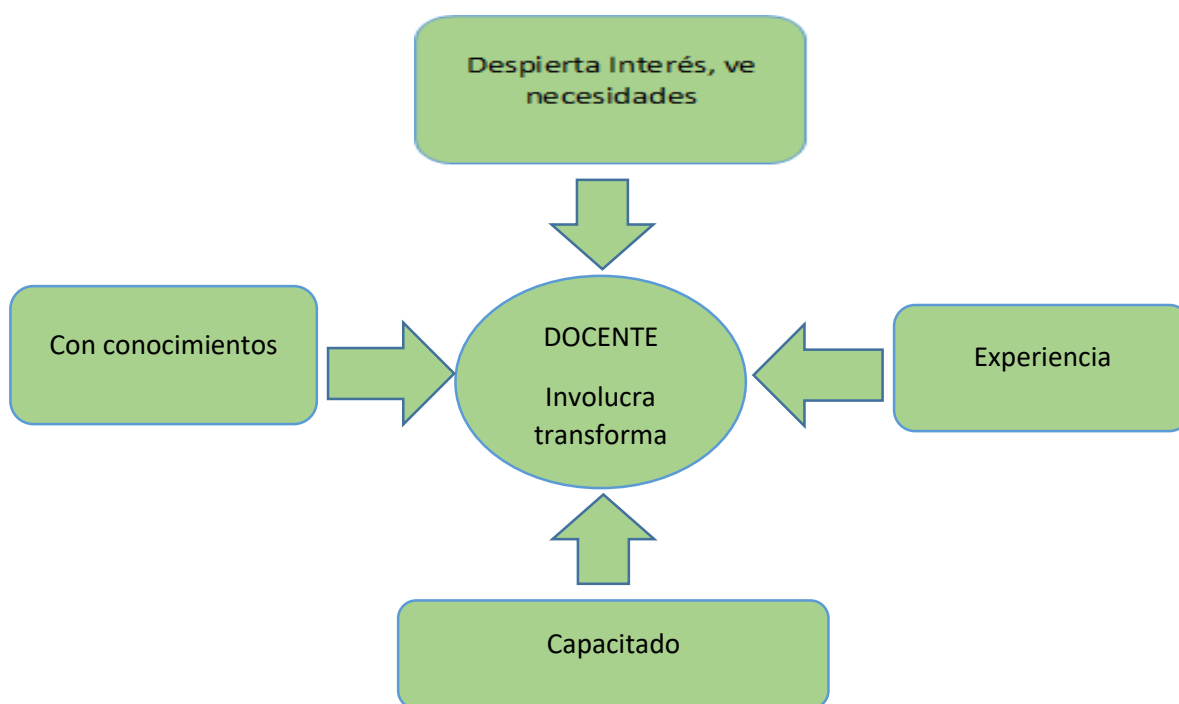 Despierta Interés, ve
necesidades
Con conocimientos
DOCENTE
Involucra
transforma
Experiencia
Capacitado